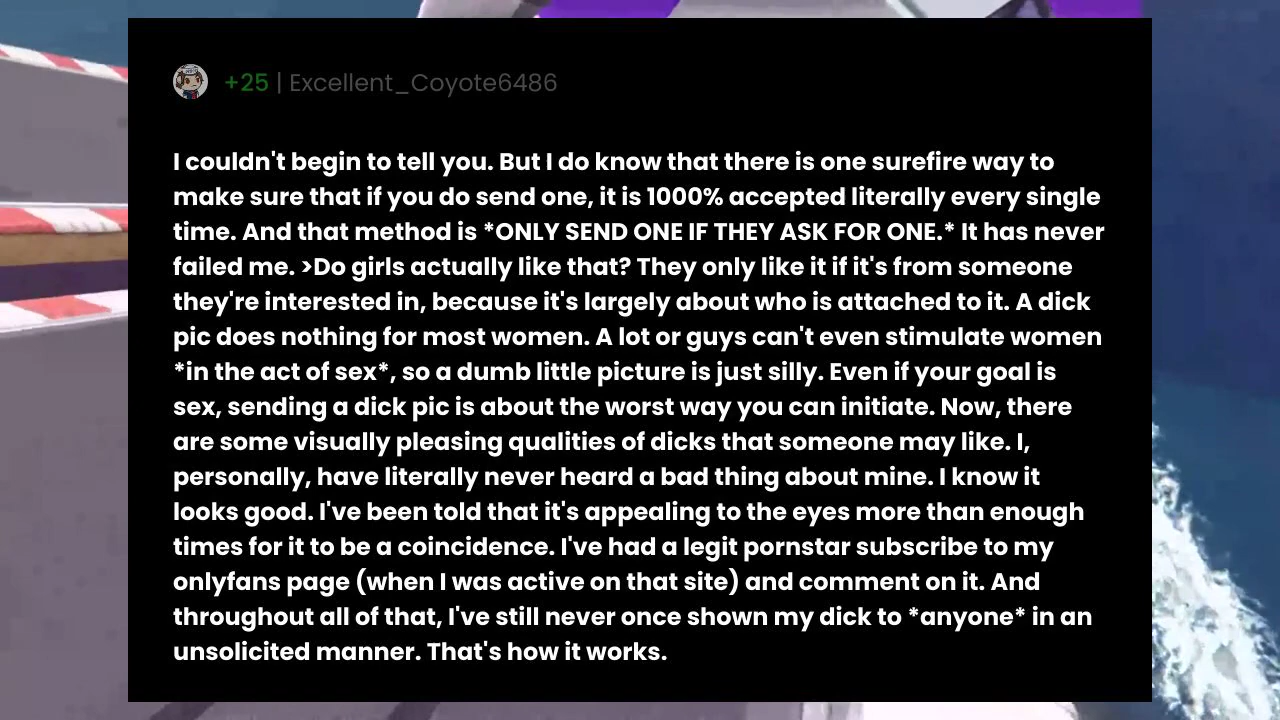 +25 | Excellent_Coyote6486
I couldn't begin to tell you. But I do know that there is one surefire way to
make sure that if you do send one, it is 1000% accepted literally every single
time. And that method is *ONLY SEND ONE IF THEY ASK FOR ONE.* It has never
failed me. >Do girls actually like that? They only like it if it's from someone
they're interested in, because it's largely about who is attached to it. A dick
pic does nothing for most women. A lot or guys can't even stimulate women
*in the act of sex*, so a dumb little picture is just silly. Even if your goal is
sex, sending a dick pic is about the worst way you can initiate. Now, there
are some visually pleasing qualities of dicks that someone may like. I,
personally, have literally never heard a bad thing about mine. I know it
looks good. I've been told that it's appealing to the eyes more than enough
times for it to be a coincidence. I've had a legit pornstar subscribe to my
onlyfans page (when I was active on that site) and comment on it. And
throughout all of that, I've still never once shown my dick to *anyone* in an
unsolicited manner. That's how it works.